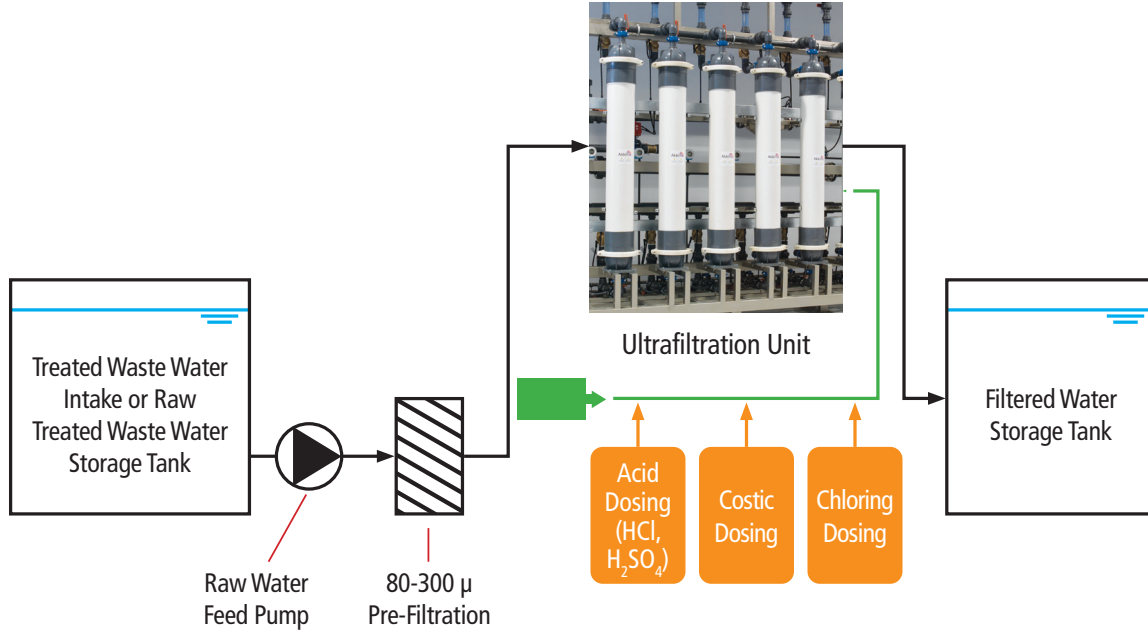 Treated Waste Water
Intake or Raw
Treated Waste Water
Storage Tank
Raw Water
Feed Pump
80-300 µ
Pre-Filtration
Ultrafiltration Unit
Acid
Dosing
(HCl,
H₂SO₄)
Costic
Dosing
Chloring
Dosing
Filtered Water
Storage Tank